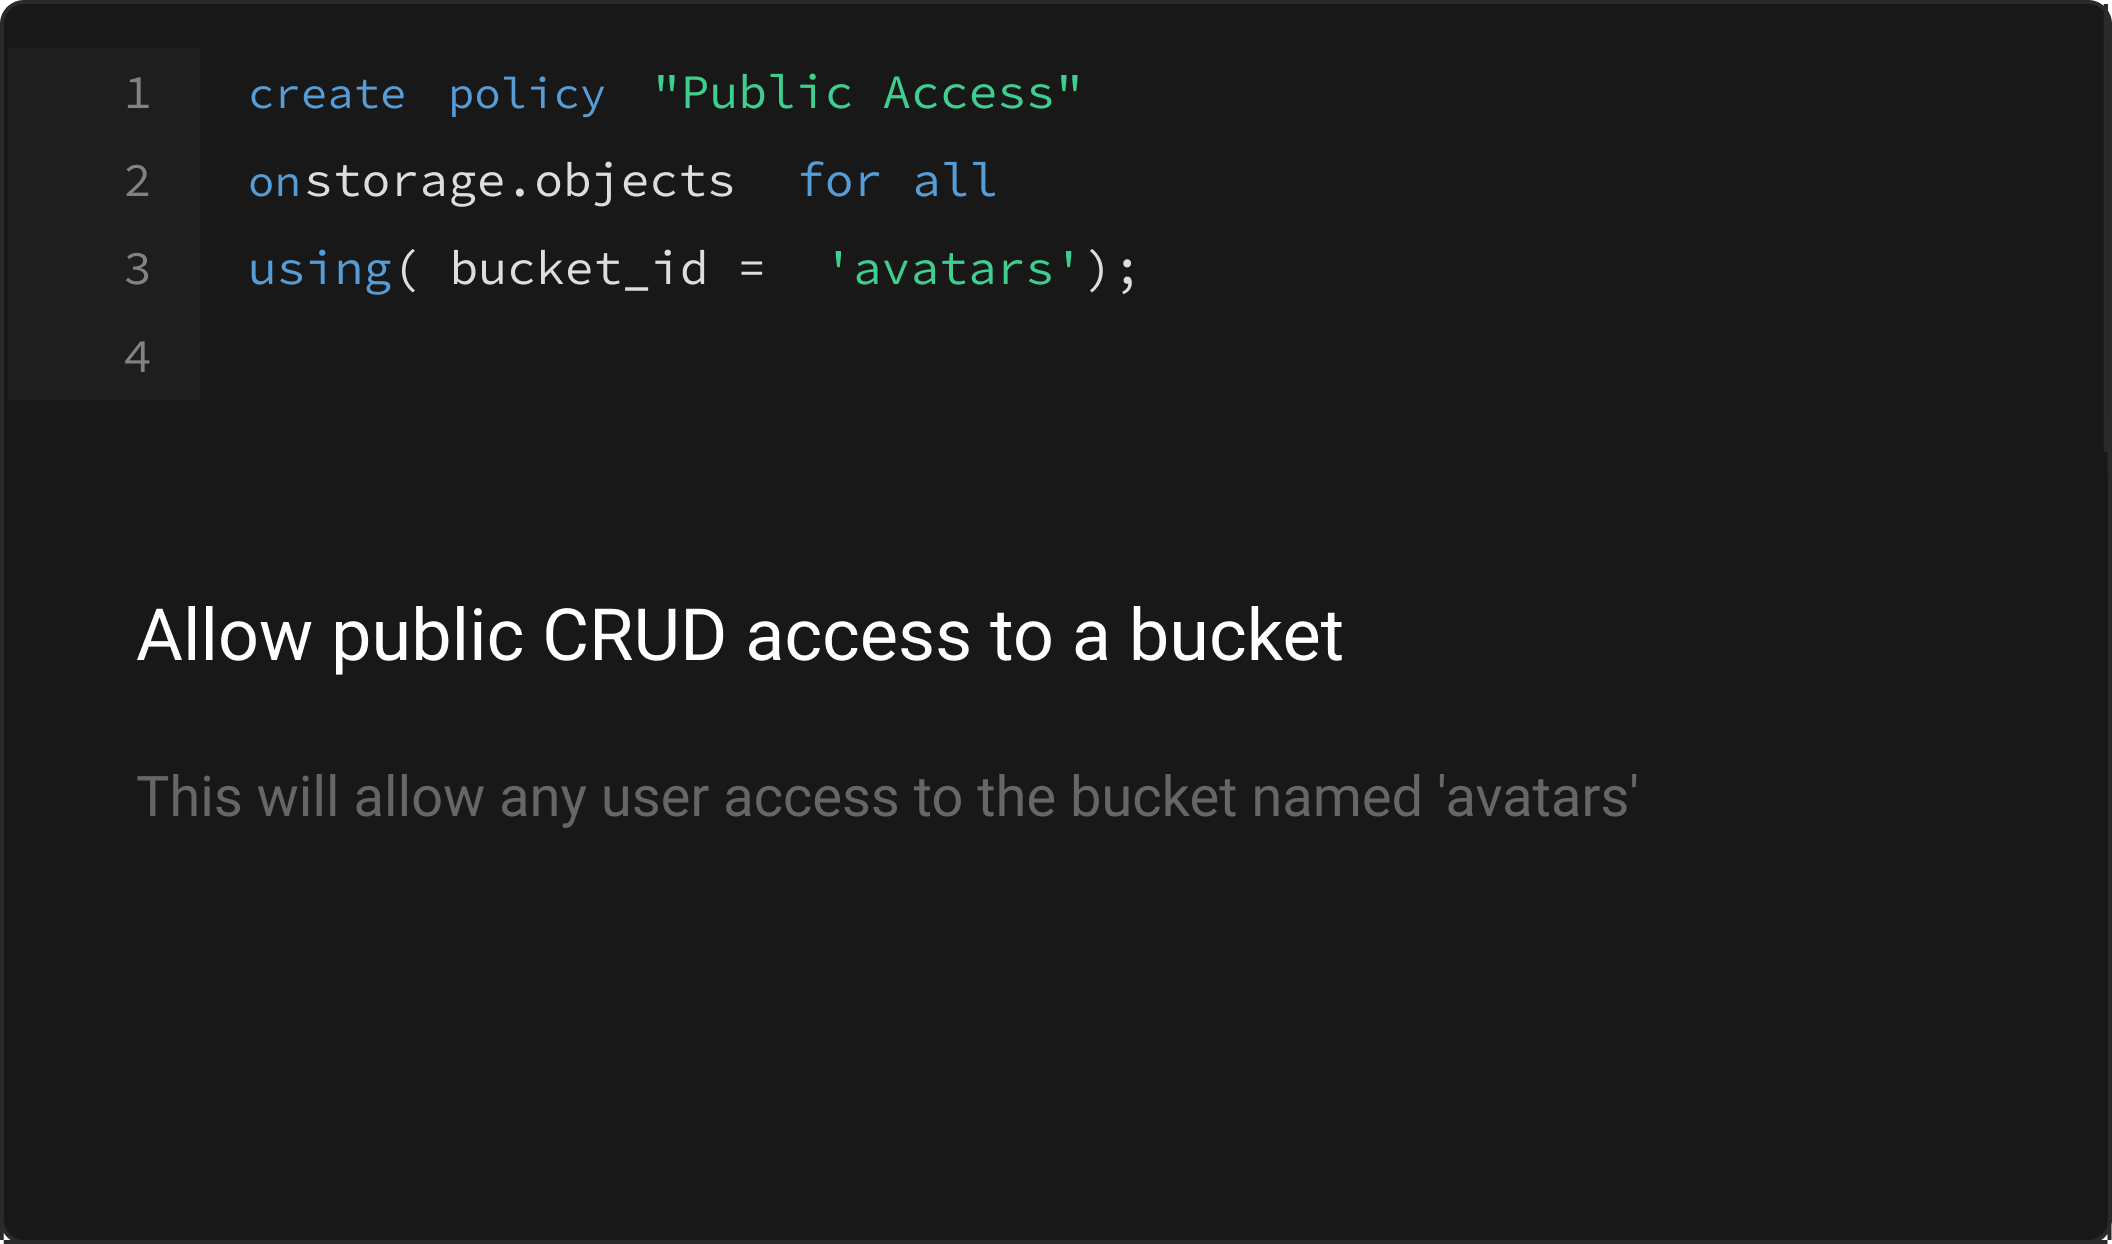 1 create policy "Public Access"
2 onstorage.objects for all
3 using( bucket_id = 'avatars');
4
Allow public CRUD access to a bucket
This will allow any user access to the bucket named 'avatars'